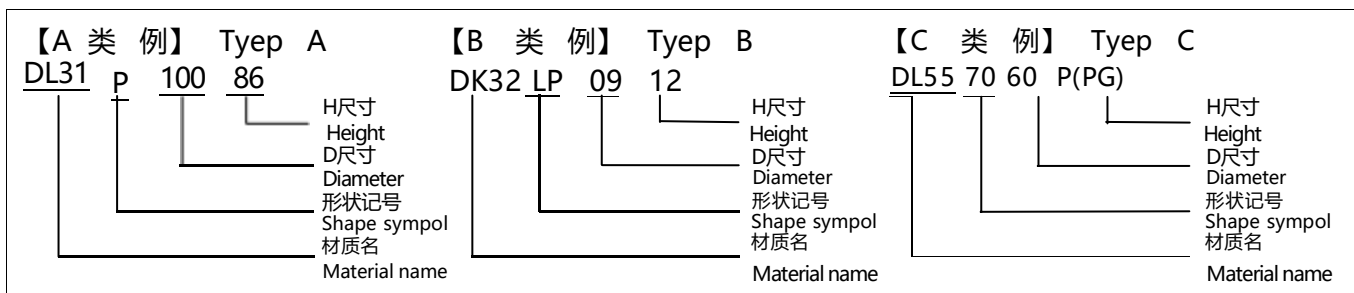 【A 类 例】 Tyep A
DL31 P 100 86
H尺寸
Height
D尺寸
Diameter
形状记号
Shape sympol
材质名
Material name
【B 类 例】 Tyep B
DK32 LP 09 12
H尺寸
Height
D尺寸
Diameter
形状记号
Shape sympol
材质名
Material name
【C 类 例】 Tyep C
DL55 70 60 P(PG)
H尺寸
Height
D尺寸
Diameter
形状记号
Shape sympol
材质名
Material name